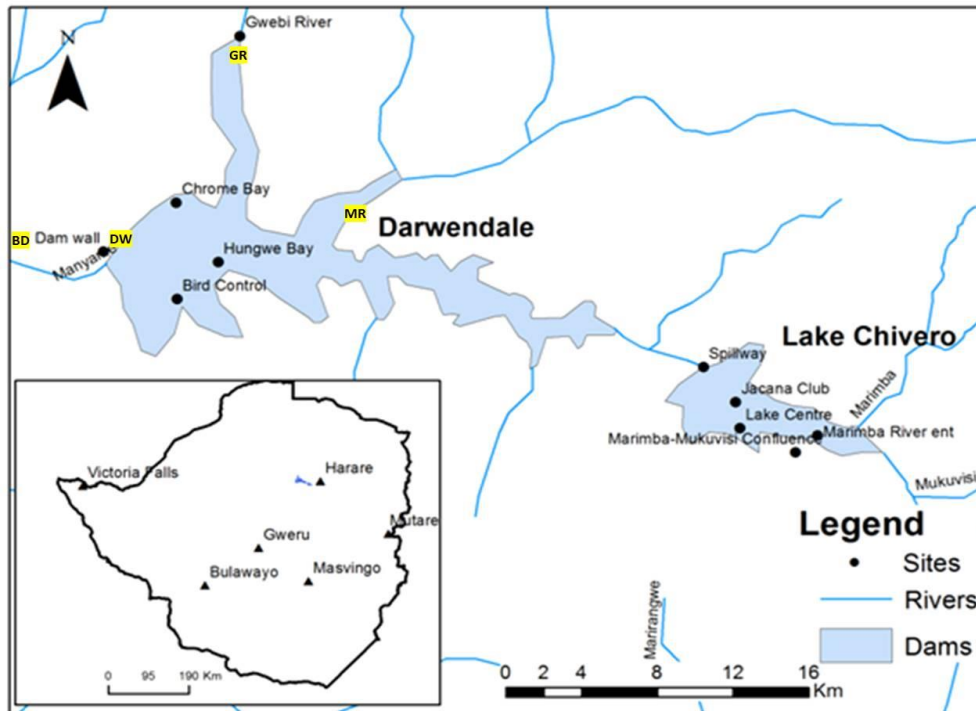 N
Gwebi River
GR
Chrome Bay
MR
Darwendale
BD
Dam wall
DW
Hungwe Bay
Bird Control
Lake Chivero
Spillway
Marimba
Jacana Club
Lake Centre
Marimba-Mukuvisi Confluence
Marimba River ent
Mukuvisi
Victoria Falls
Harare
Mutare
Gweru
Bulawayo
Masvingo
0 95 190 Km
Marirangwe
Legend
Sites
Rivers
Dams
0 2 4 8 12 16
Km